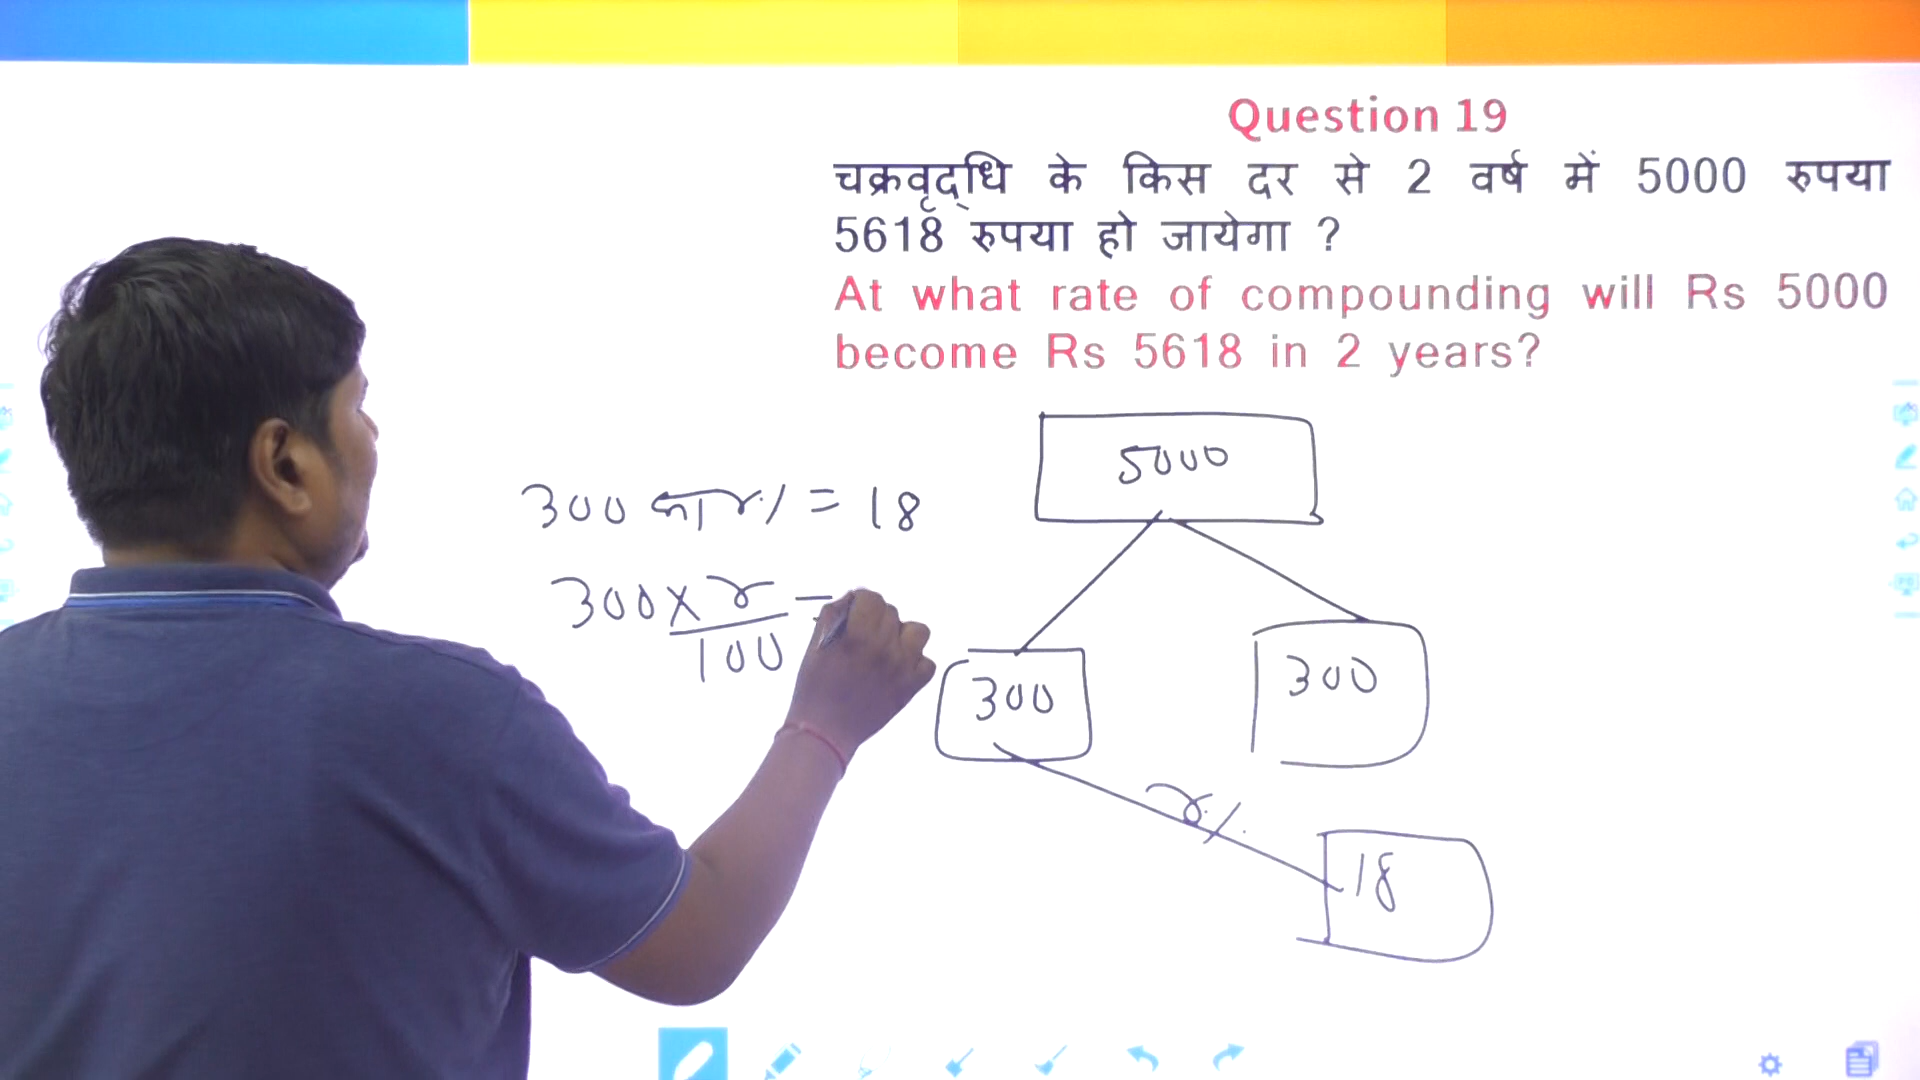 Question 19
चक्रवृद्धि के किस दर से 2 वर्ष में 5000 रुपया
5618 रुपया हो जायेगा ?
At what rate of compounding will Rs 5000
become Rs 5618 in 2 years?
5000
300 का r% = 18
300 × r =
100
300
300
r%
18